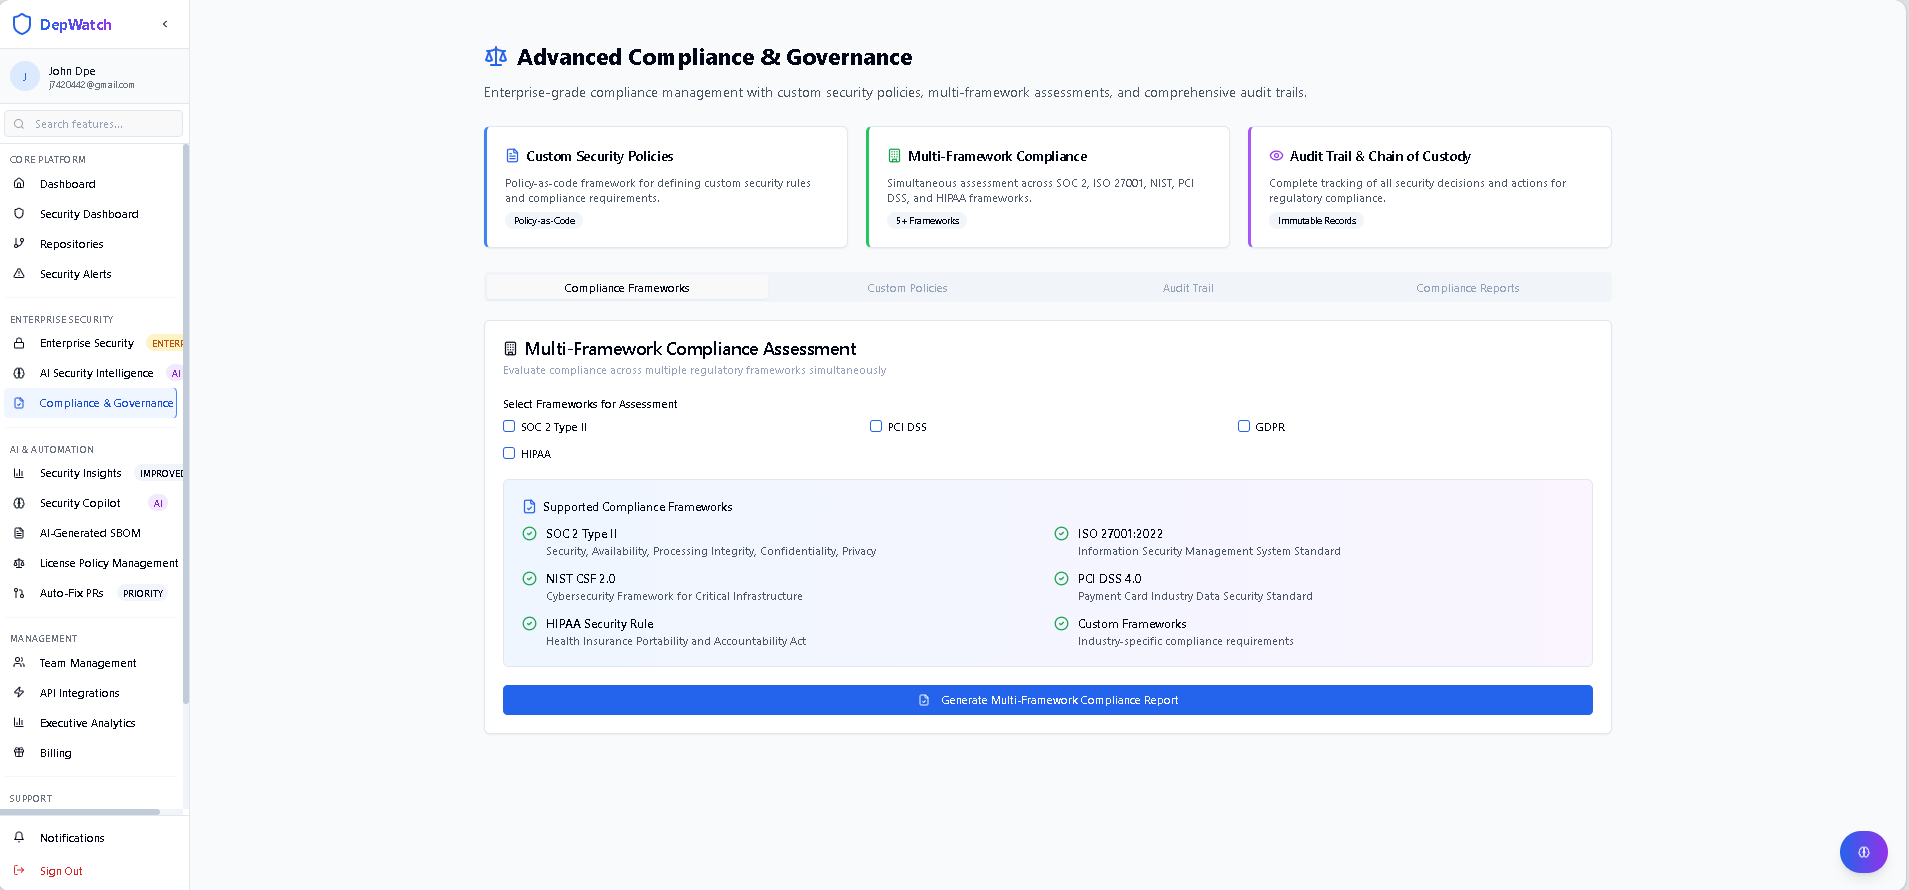 DepWatch
J
John Dpe
j7420442@gmail.com
Search features...
CORE PLATFORM
Dashboard
Security Dashboard
Repositories
Security Alerts
ENTERPRISE SECURITY
Enterprise Security ENTERP
AI Security Intelligence AI
Compliance & Governance
AI & AUTOMATION
Security Insights IMPROVED
Security Copilot AI
AI-Generated SBOM
License Policy Management
Auto-Fix PRs PRIORITY
MANAGEMENT
Team Management
API Integrations
Executive Analytics
Billing
SUPPORT
Notifications
Sign Out
Advanced Compliance & Governance
Enterprise-grade compliance management with custom security policies, multi-framework assessments, and comprehensive audit trails.
Custom Security Policies
Policy-as-code framework for defining custom security rules
and compliance requirements.
Policy-as-Code
Multi-Framework Compliance
Simultaneous assessment across SOC 2, ISO 27001, NIST, PCI
DSS, and HIPAA frameworks.
5+ Frameworks
Audit Trail & Chain of Custody
Complete tracking of all security decisions and actions for
regulatory compliance.
Immutable Records
Compliance Frameworks Custom Policies Audit Trail Compliance Reports
Multi-Framework Compliance Assessment
Evaluate compliance across multiple regulatory frameworks simultaneously
Select Frameworks for Assessment
SOC 2 Type II PCI DSS GDPR
HIPAA
Supported Compliance Frameworks
SOC 2 Type II
Security, Availability, Processing Integrity, Confidentiality, Privacy
ISO 27001:2022
Information Security Management System Standard
NIST CSF 2.0
Cybersecurity Framework for Critical Infrastructure
PCI DSS 4.0
Payment Card Industry Data Security Standard
HIPAA Security Rule
Health Insurance Portability and Accountability Act
Custom Frameworks
Industry-specific compliance requirements
Generate Multi-Framework Compliance Report